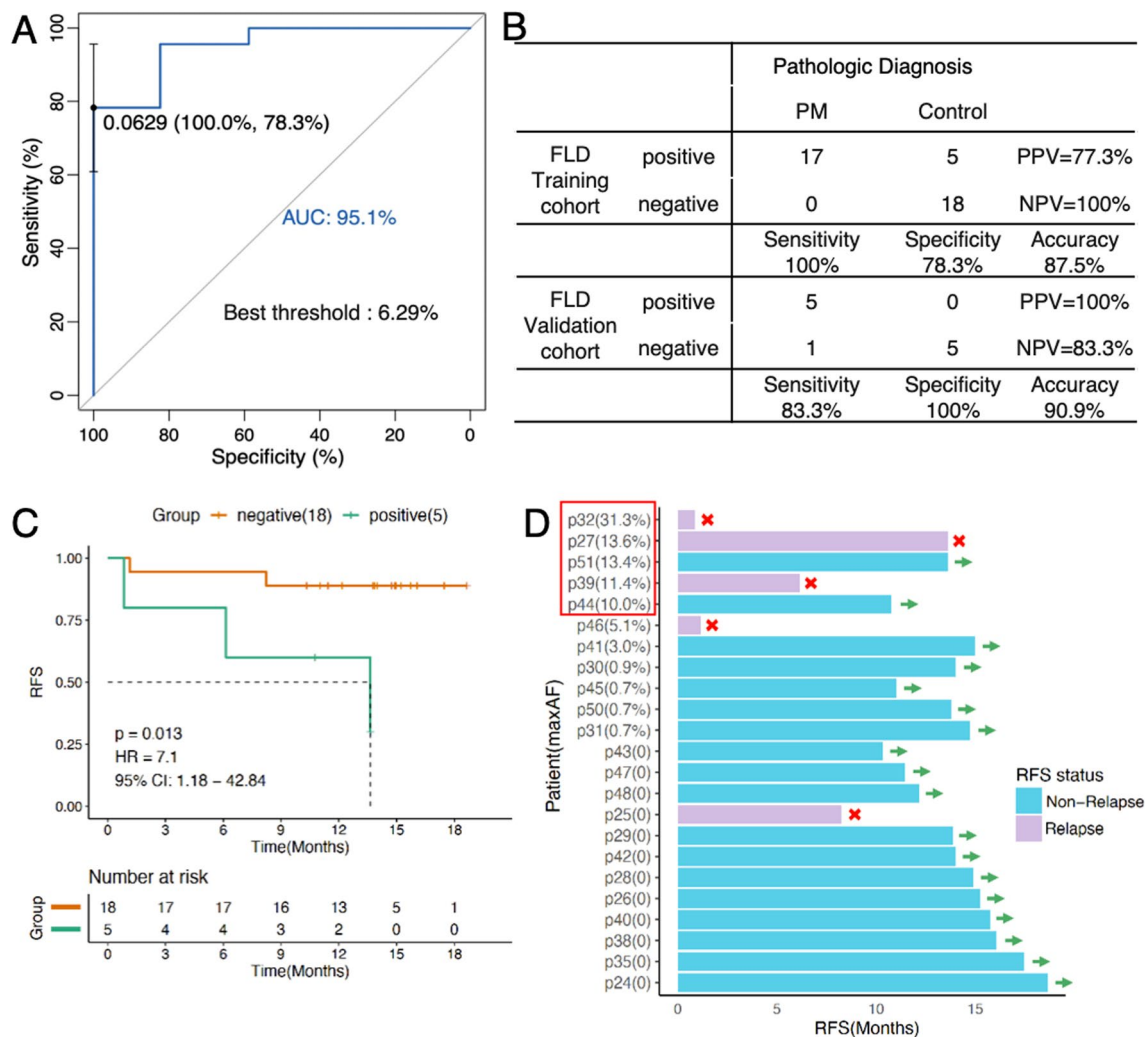 A
100
80
60
40
20
0
Sensitivity (%)
0.0629 (100.0%, 78.3%)
AUC: 95.1%
Best threshold : 6.29%
100 80 60 40 20 0
Specificity (%)
B
Pathologic Diagnosis
PM Control
FLD Training cohort positive 17 5 PPV=77.3%
negative 0 18 NPV=100%
Sensitivity Specificity Accuracy
100% 78.3% 87.5%
FLD Validation cohort positive 5 0 PPV=100%
negative 1 5 NPV=83.3%
Sensitivity Specificity Accuracy
83.3% 100% 90.9%
C
Group negative(18) positive(5)
1.00
0.75
0.50
0.25
0.00
RFS
p = 0.013
HR = 7.1
95% CI: 1.18 – 42.84
0 3 6 9 12 15 18
Time(Months)
Number at risk
Group
18 17 17 16 13 5 1
5 4 4 3 2 0 0
0 3 6 9 12 15 18
Time(Months)
D
Patient(maxAF)
p32(31.3%)
p27(13.6%)
p51(13.4%)
p39(11.4%)
p44(10.0%)
p46(5.1%)
p41(3.0%)
p30(0.9%)
p45(0.7%)
p50(0.7%)
p31(0.7%)
p43(0)
p47(0)
p48(0)
p25(0)
p29(0)
p42(0)
p28(0)
p26(0)
p40(0)
p38(0)
p35(0)
p24(0)
0 5 10 15
RFS(Months)
RFS status
Non−Relapse
Relapse